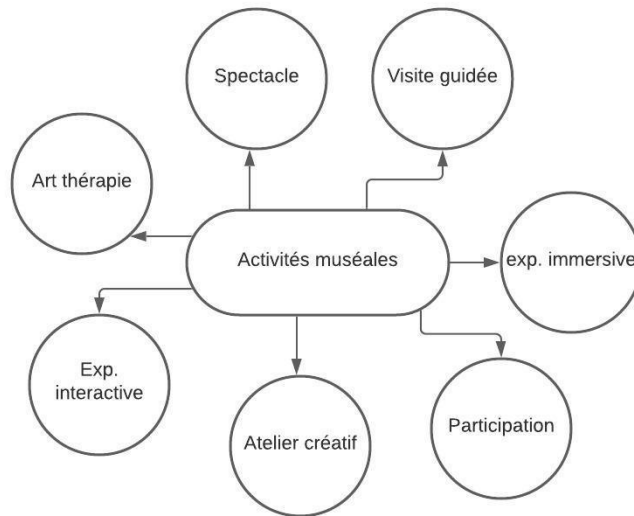 Spectacle
Visite guidée
Art thérapie
Activités muséales
exp. immersive
Exp.
interactive
Atelier créatif
Participation